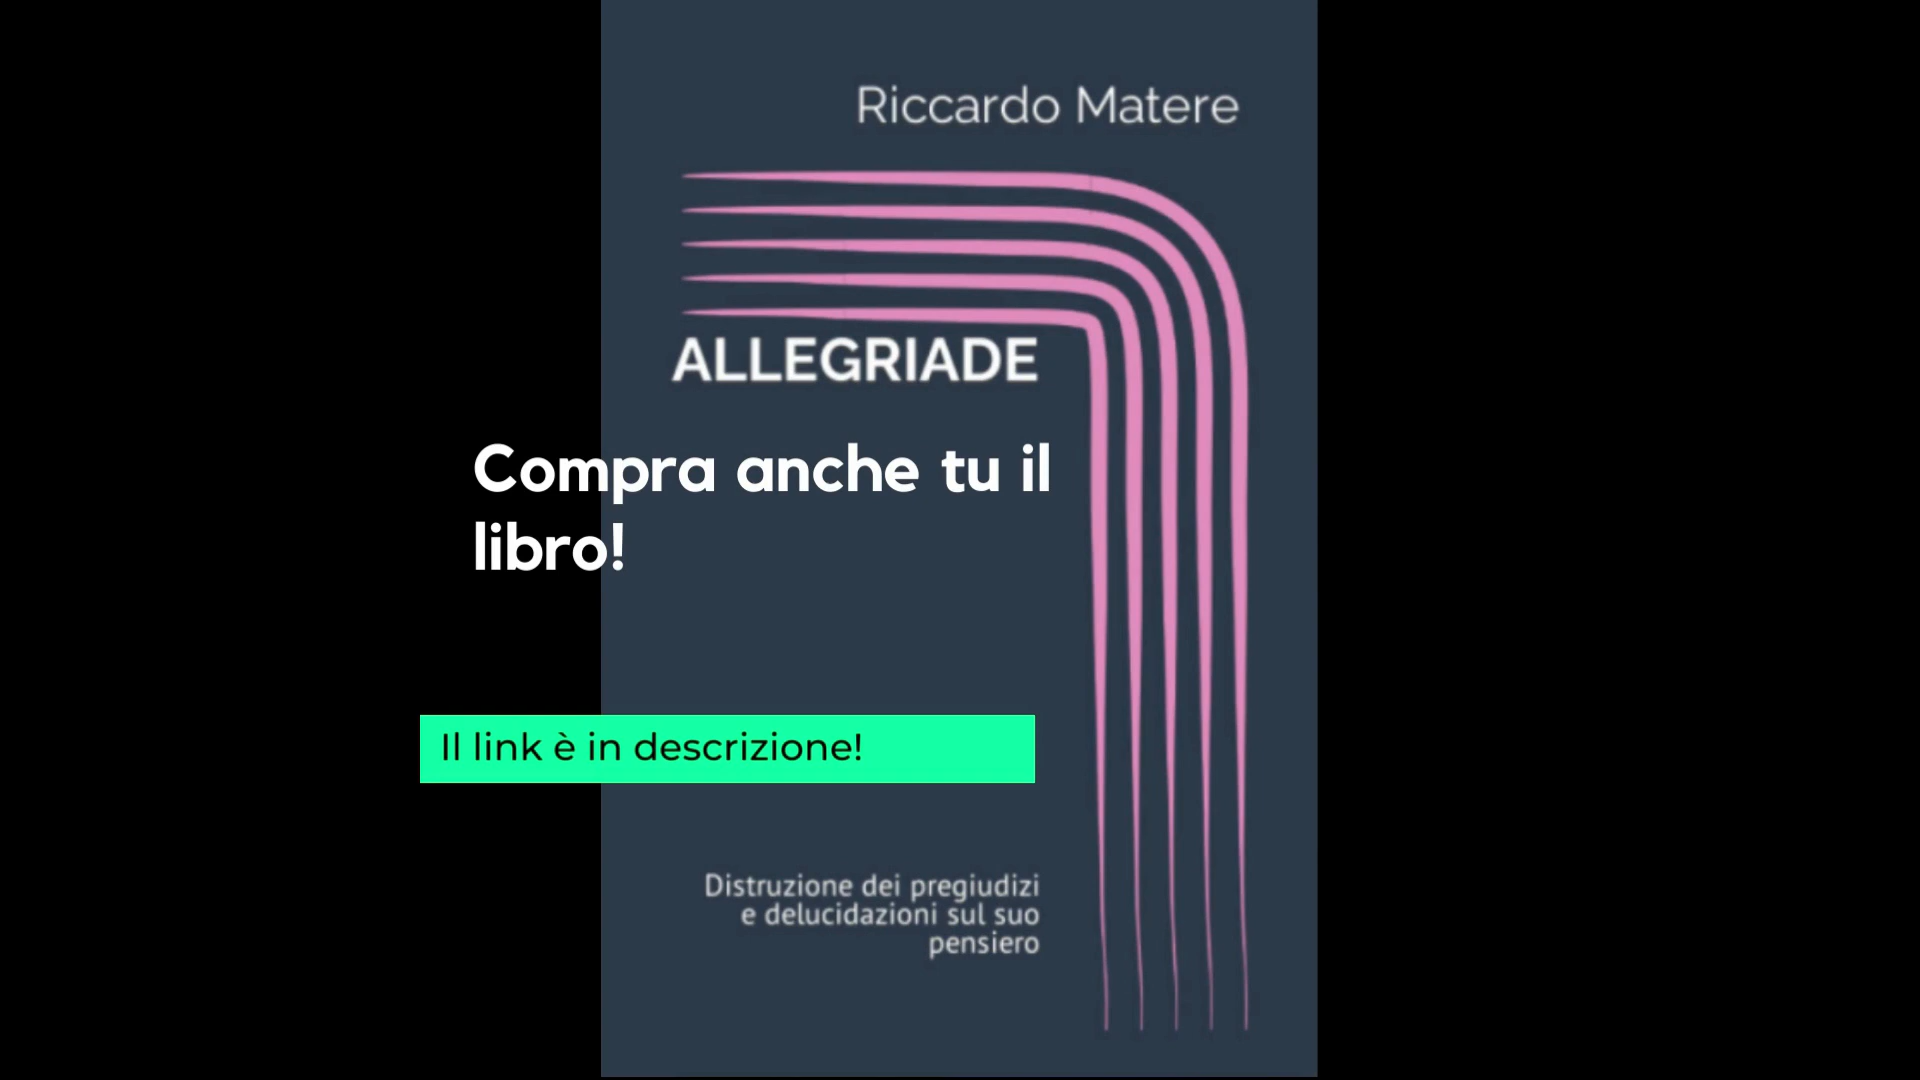 Riccardo Matere
ALLEGRIADE
Compra anche tu il
libro!
Il link è in descrizione!
Distruzione dei pregiudizi
e delucidazioni sul suo
pensiero